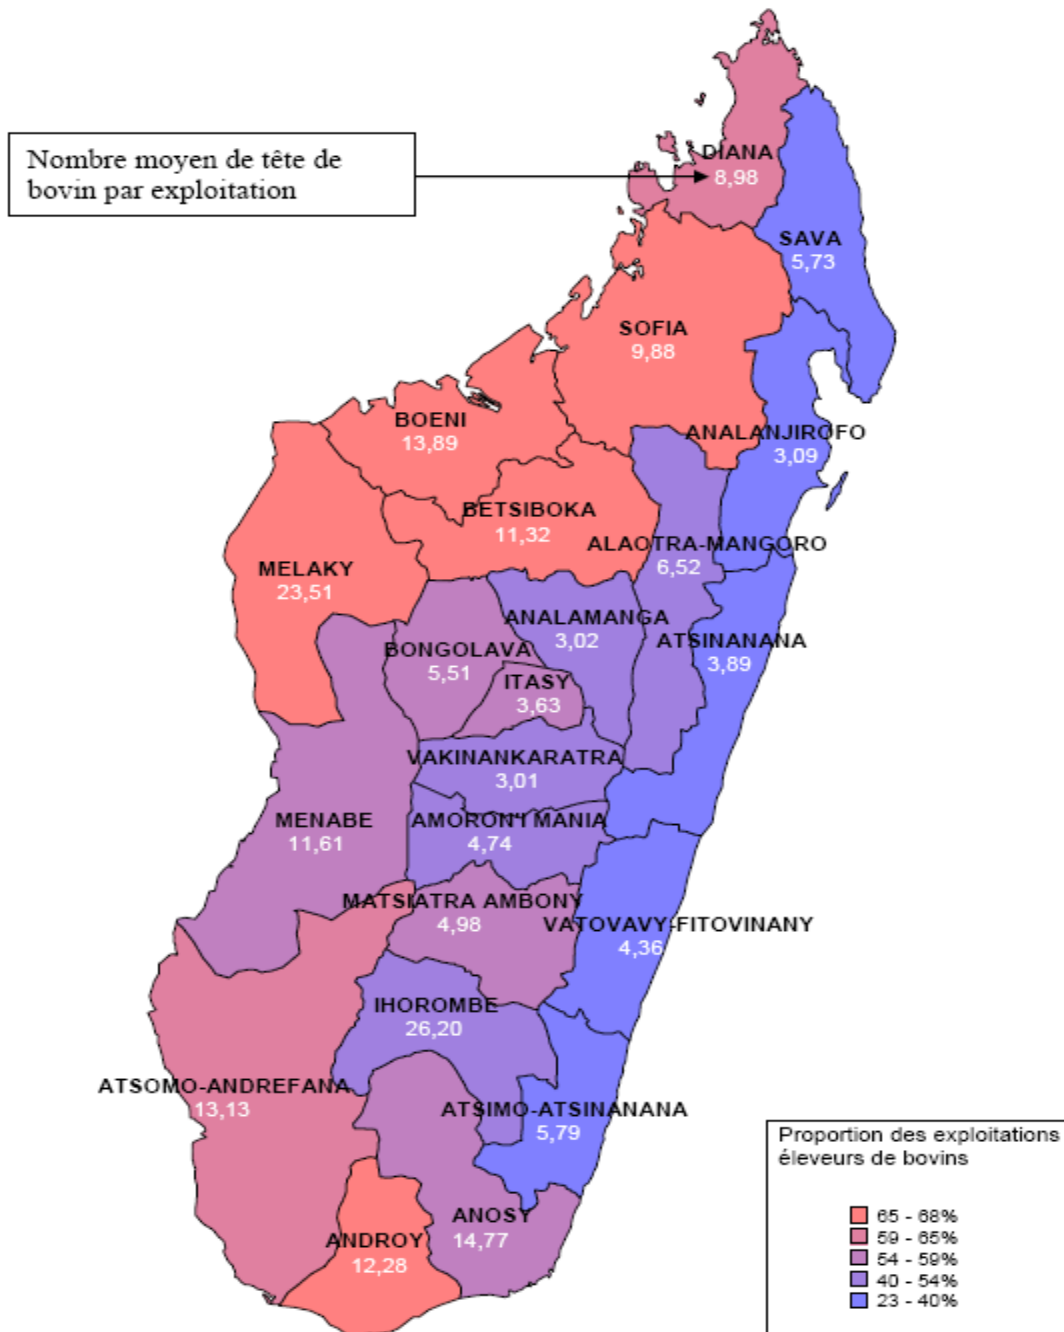 Nombre moyen de tête de
bovin par exploitation
DIANA
8,98
SAVA
5,73
SOFIA
9,88
BOENI
13,89
ANALANJIROFO
3,09
BETSIBOKA
11,32
ALAOTRA-MANGORO
6,52
MELAKY
23,51
ANALAMANGA
3,02
ATSINANANA
3,89
BONGOLAVA
5,51
ITASY
3,63
VAKINANKARATRA
3,01
MENABE
11,61
AMORON'I MANIA
4,74
MATSIATRA AMBONY
4,98
VATOVAVY-FITOVINANY
4,36
IHOROMBE
26,20
ATSOMO-ANDREFANA
13,13
ATSIMO-ATSINANANA
5,79
ANOSY
14,77
ANDROY
12,28
Proportion des exploitations
éleveurs de bovins
65 - 68%
59 - 65%
54 - 59%
40 - 54%
23 - 40%